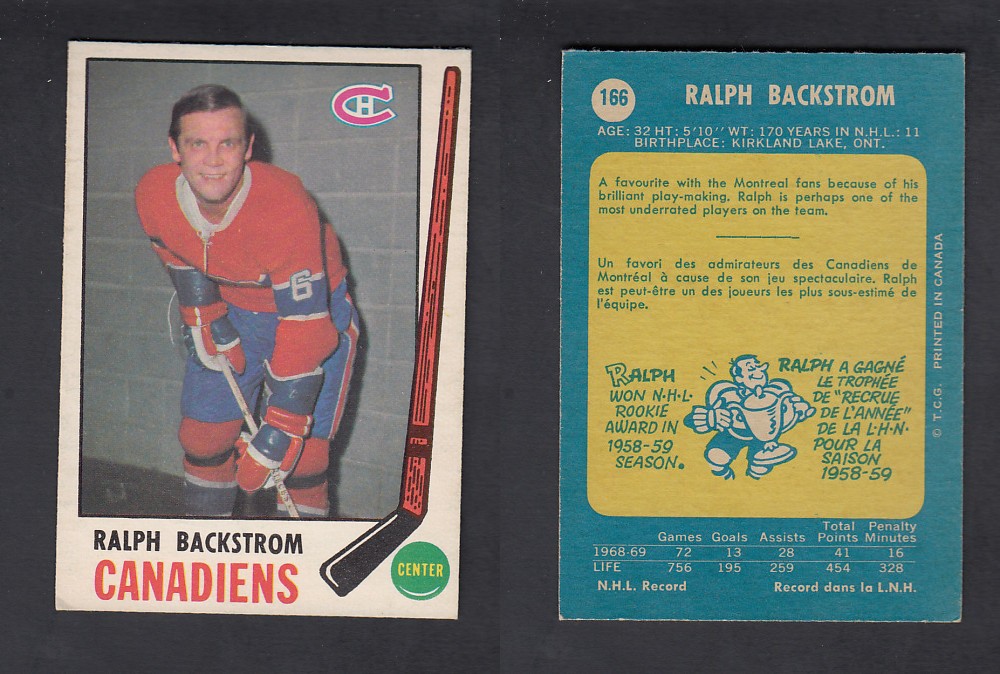 CH
6
RALPH BACKSTROM
CANADIENS
CENTER
166
RALPH BACKSTROM
AGE: 32 HT: 5'10" WT: 170 YEARS IN N.H.L.: 11
BIRTHPLACE: KIRKLAND LAKE, ONT.
A favourite with the Montreal fans because of his
brilliant play-making. Ralph is perhaps one of the
most underrated players on the team.
Un favori des admirateurs des Canadiens de
Montréal à cause de son jeu spectaculaire. Ralph
est peut-être un des joueurs les plus sous-estimé de
l'équipe.
RALPH
WON N·H·L·
ROOKIE
AWARD IN
1958-59
SEASON.
RALPH A GAGNÉ
LE TROPHÉE
DE "RECRUE
DE L'ANNÉE"
DE LA L·H·N·
POUR LA
SAISON
1958-59
© T.C.G. PRINTED IN CANADA
Total Penalty
Games Goals Assists Points Minutes
1968-69 72 13 28 41 16
LIFE 756 195 259 454 328
N.H.L. Record Record dans la L.N.H.